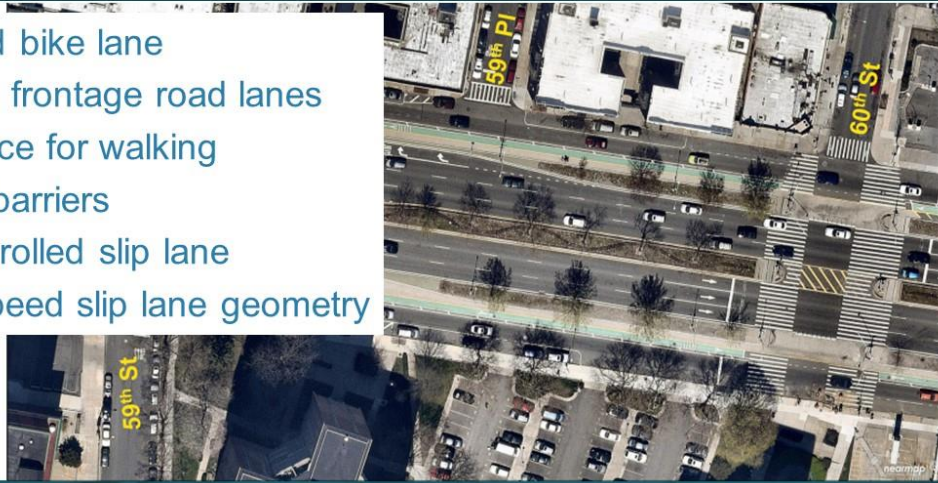 bike lane
frontage road lanes
ce for walking
barriers
rolled slip lane
eed slip lane geometry
59th Pl
60th St
59th St
nearmap